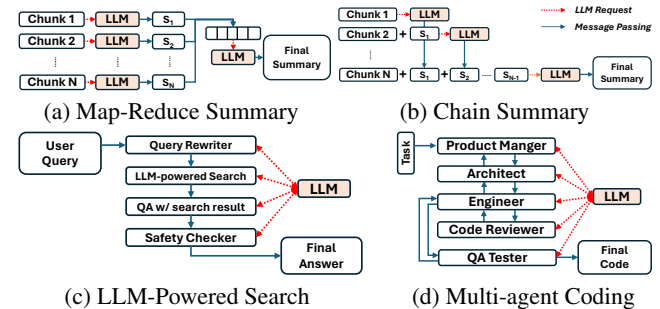 Chunk 1 LLM S1
Chunk 2 LLM S2
Chunk N LLM SN
LLM
Final
Summary
(a) Map-Reduce Summary
Chunk 1 LLM
Chunk 2 + S1 LLM
Chunk N + S1 + S2 SN-1 LLM
Final
Summary
LLM Request
Message Passing
(b) Chain Summary
User
Query
Query Rewriter
LLM-powered Search
QA w/ search result
Safety Checker
LLM
Final
Answer
(c) LLM-Powered Search
Task
Product Manger
Architect
Engineer
Code Reviewer
QA Tester
LLM
Final
Code
(d) Multi-agent Coding